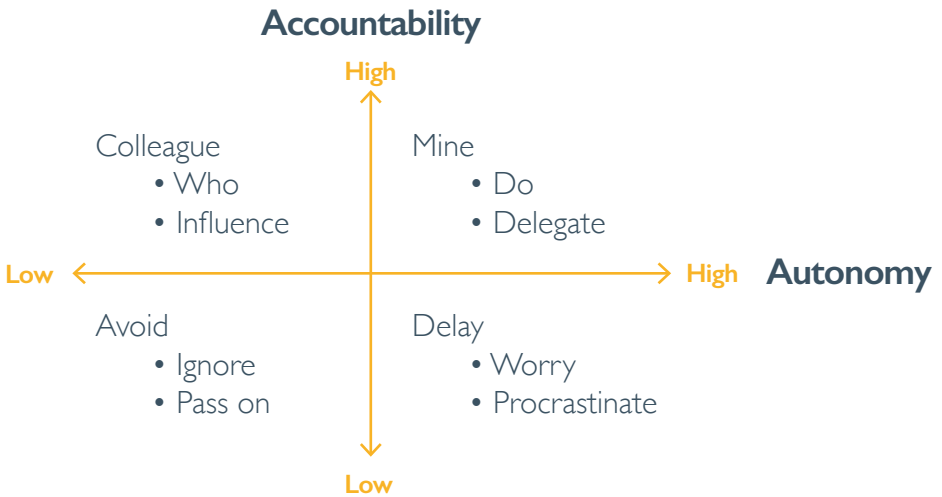 Accountability
High
Colleague
• Who
• Influence
Mine
• Do
• Delegate
Low
High
Autonomy
Avoid
• Ignore
• Pass on
Delay
• Worry
• Procrastinate
Low